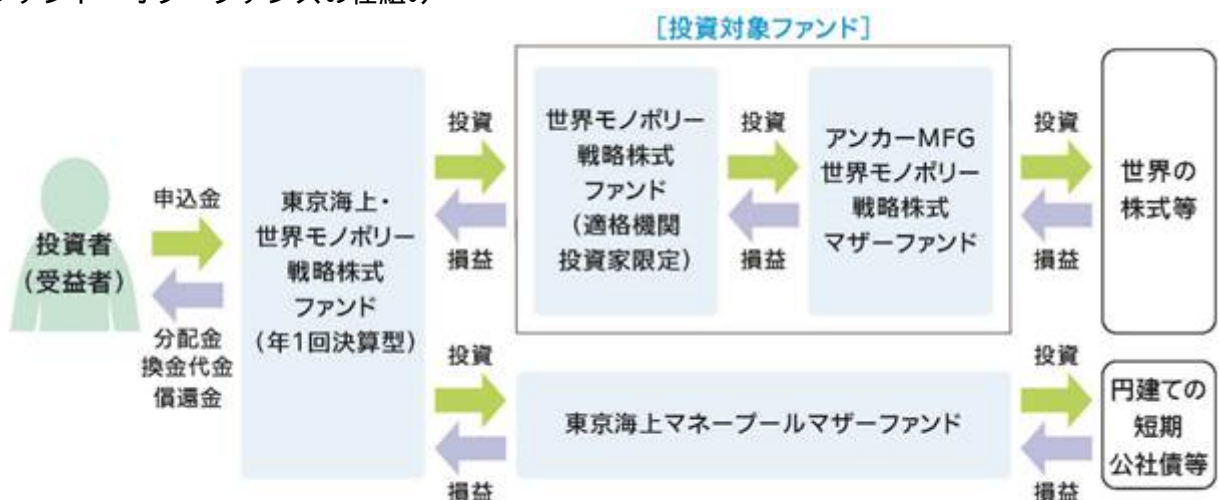 [投資対象ファンド]
投資者
(受益者)
申込金
分配金
換金代金
償還金
東京海上・
世界モノポリー
戦略株式
ファンド
(年1回決算型)
投資
損益
世界モノポリー
戦略株式
ファンド
(適格機関
投資家限定)
投資
損益
アンカーMFG
世界モノポリー
戦略株式
マザーファンド
投資
損益
世界の
株式等
投資
損益
東京海上マネープールマザーファンド
投資
損益
円建ての
短期
公社債等